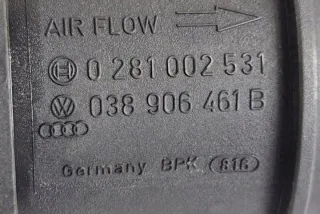 AIR FLOW
0 281 002 531
038 906 461 B
Germany BPK 816